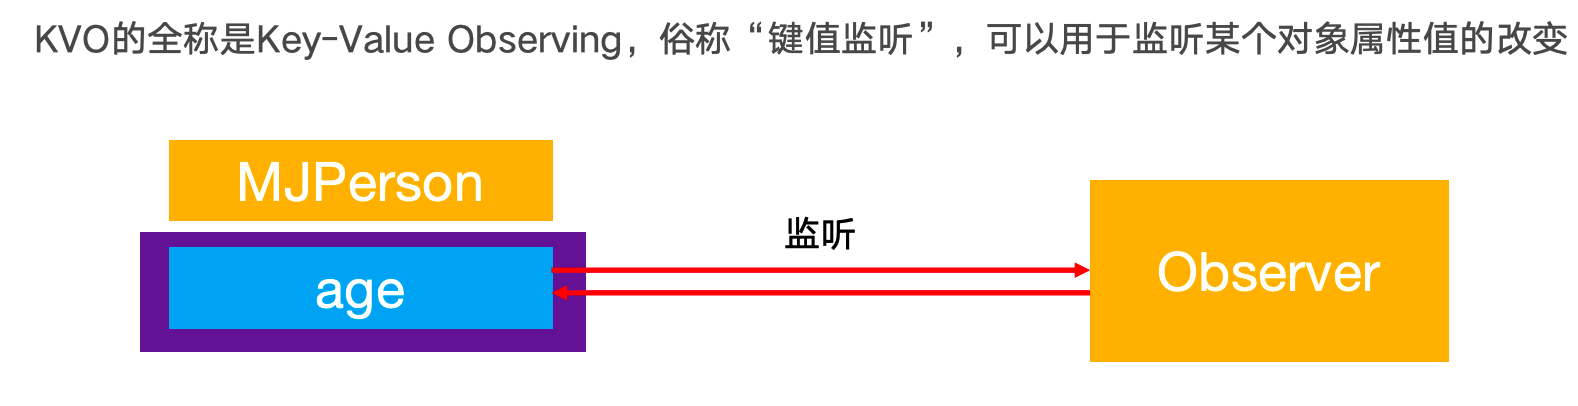 KVO的全称是Key-Value Observing，俗称“键值监听”，可以用于监听某个对象属性值的改变
MJPerson
监听
age
Observer